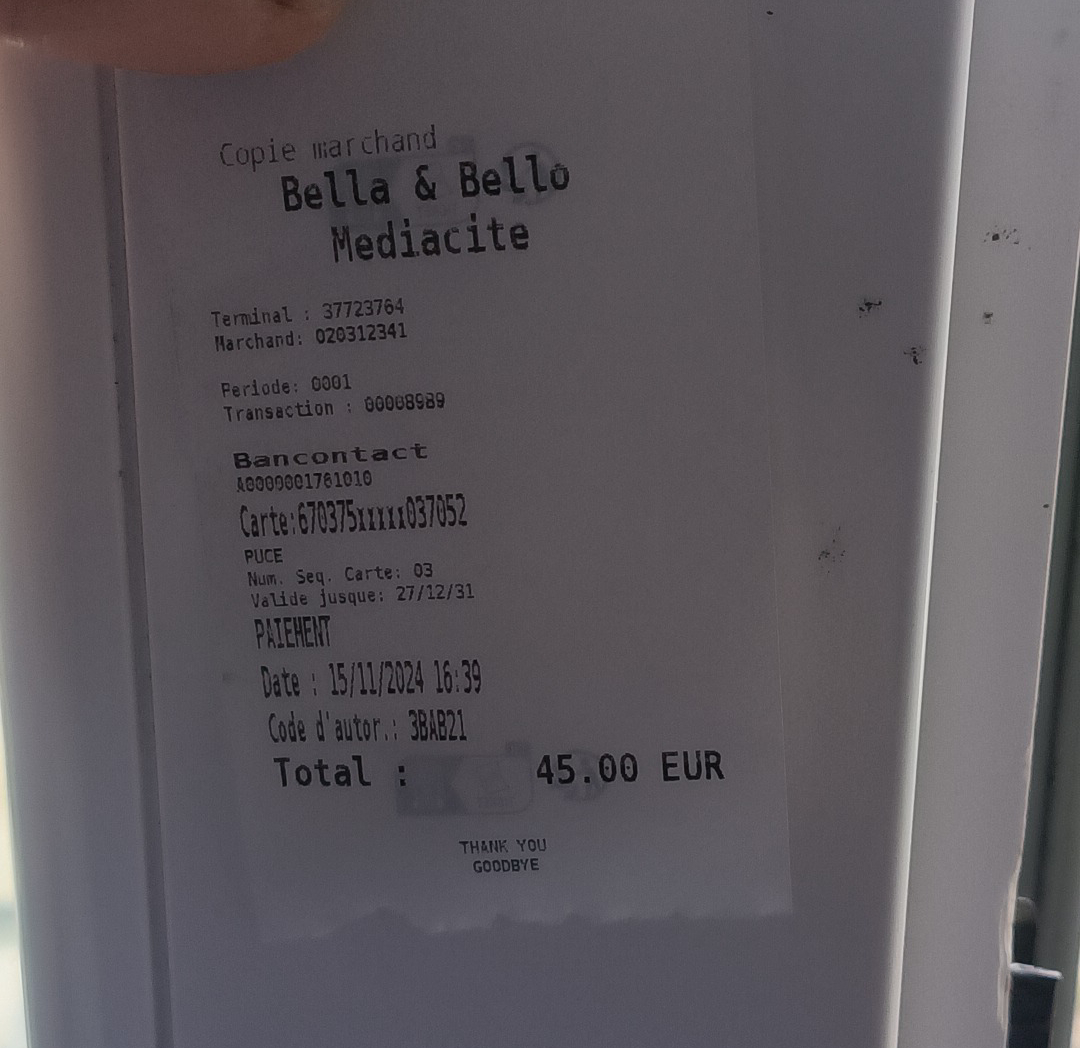 Copie marchand
Bella & Bello
Mediacite
Terminal : 37723764
Marchand: 020312341
Periode: 0001
Transaction : 00008989
Bancontact
A0000001761010
Carte:670375xxxxx037052
PUCE
Num. Seq. Carte: 03
Valide jusque: 27/12/31
PAIEMENT
Date : 15/11/2024 16:39
Code d'autor.: 3BAB21
Total : 45.00 EUR
THANK YOU
GOODBYE